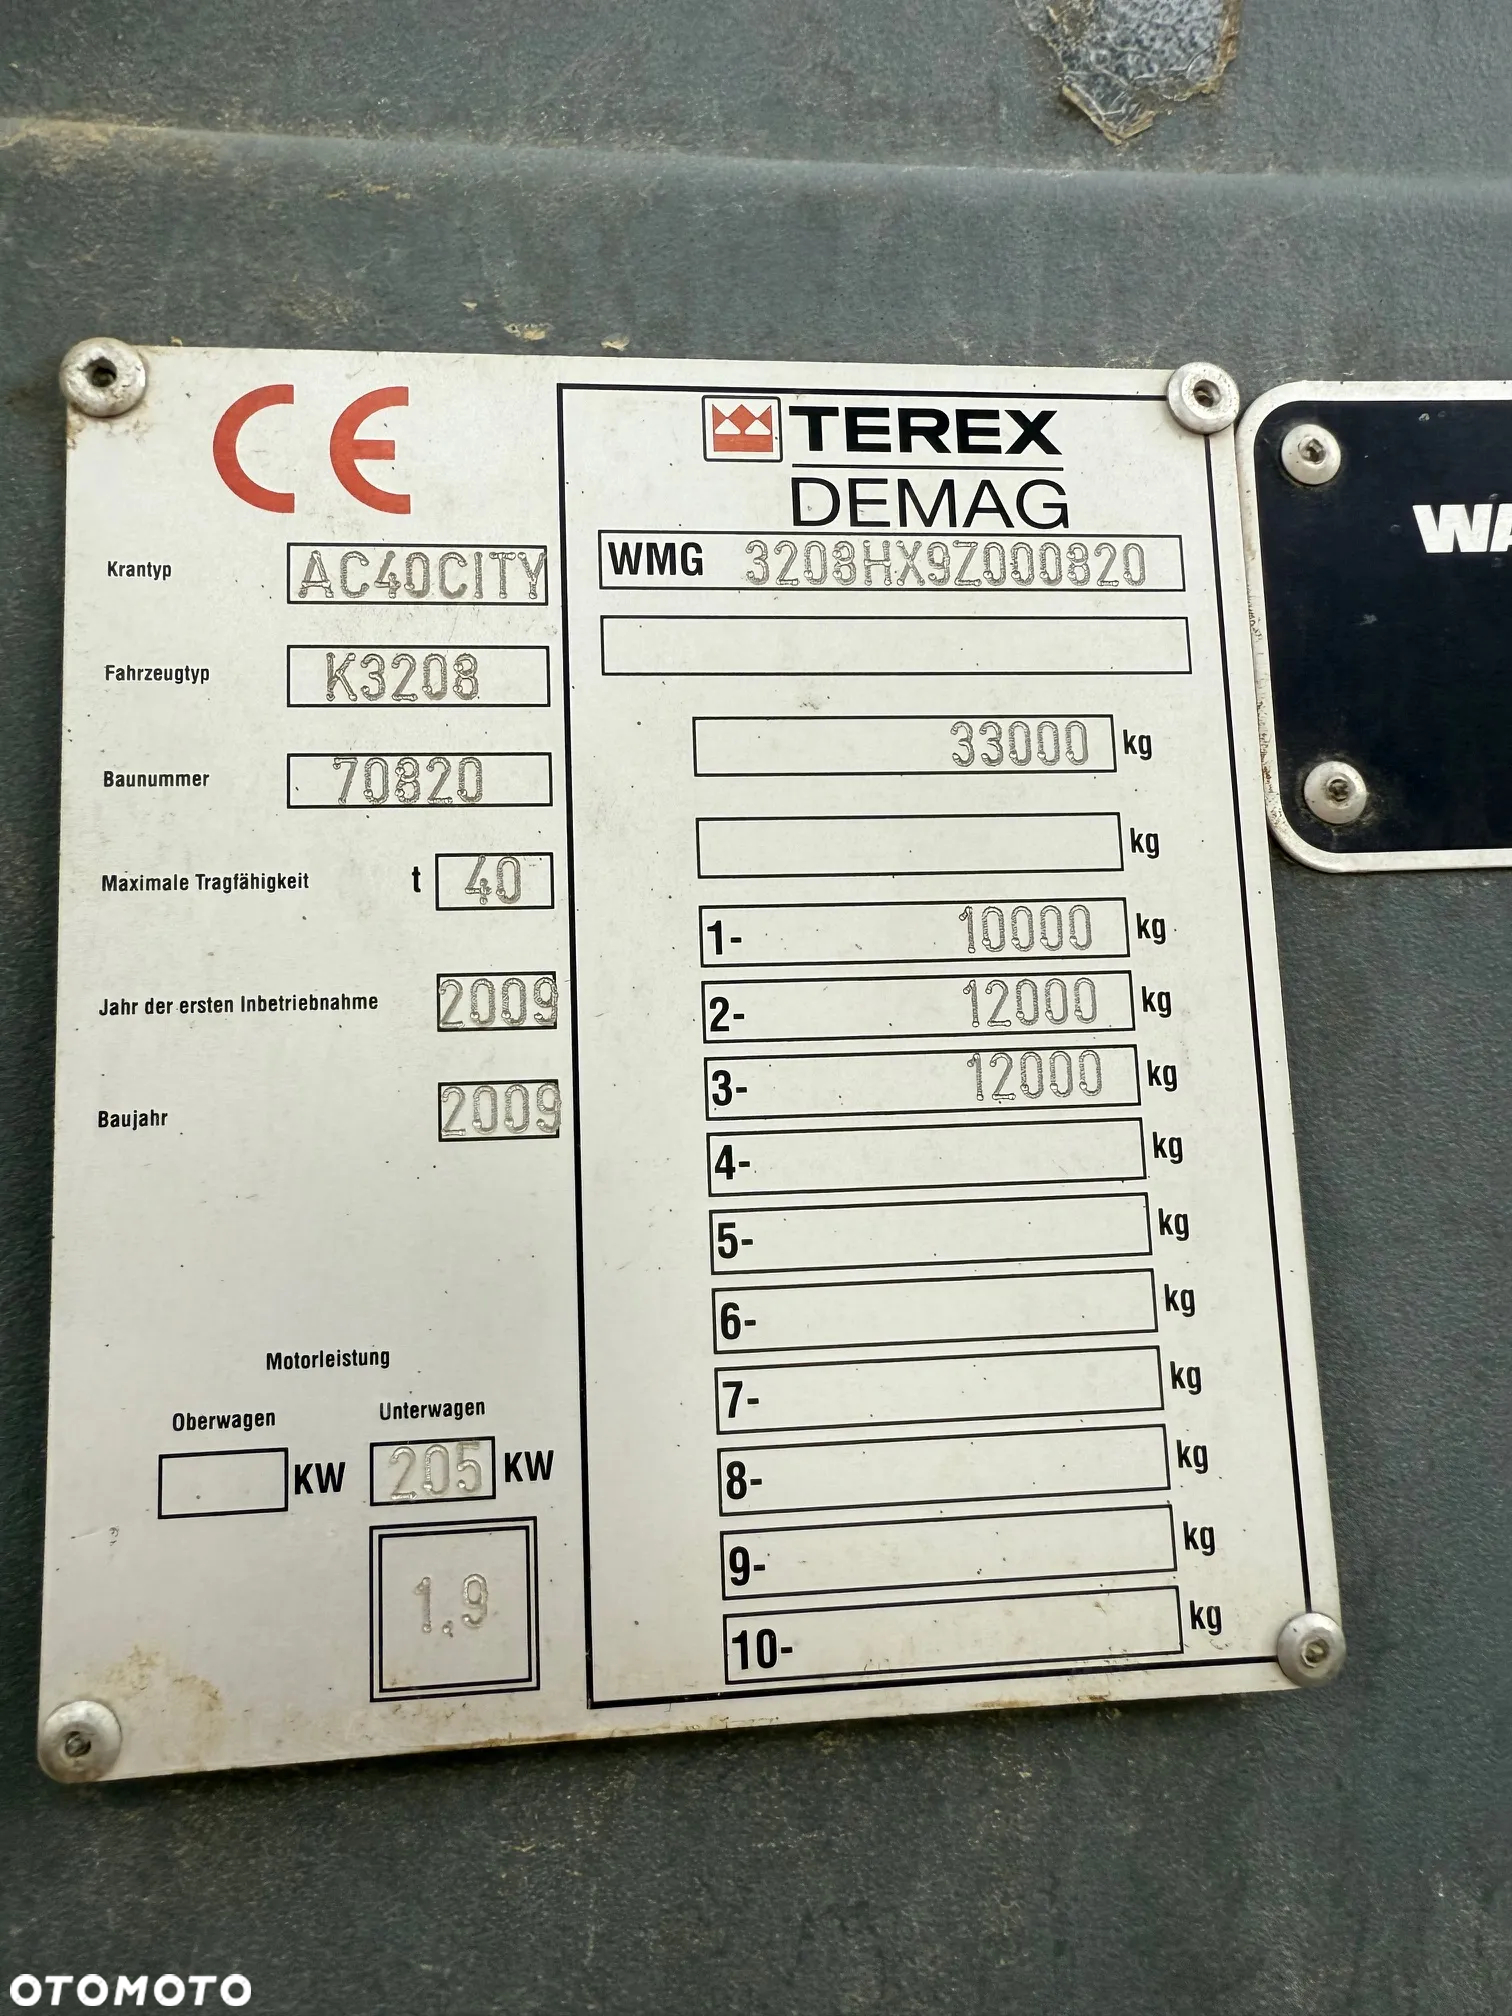 CE
TEREX
DEMAG
Krantyp AC40CITY
WMG 3208HX9Z000820
Fahrzeugtyp K3208
33000 kg
Baunummer 70820
kg
Maximale Tragfähigkeit t 40
1- 10000 kg
Jahr der ersten Inbetriebnahme 2009
2- 12000 kg
3- 12000 kg
Baujahr 2009
4- kg
5- kg
6- kg
Motorleistung
7- kg
Oberwagen Unterwagen
KW 205 KW
8- kg
9- kg
1.9
10- kg
OTOMOTO